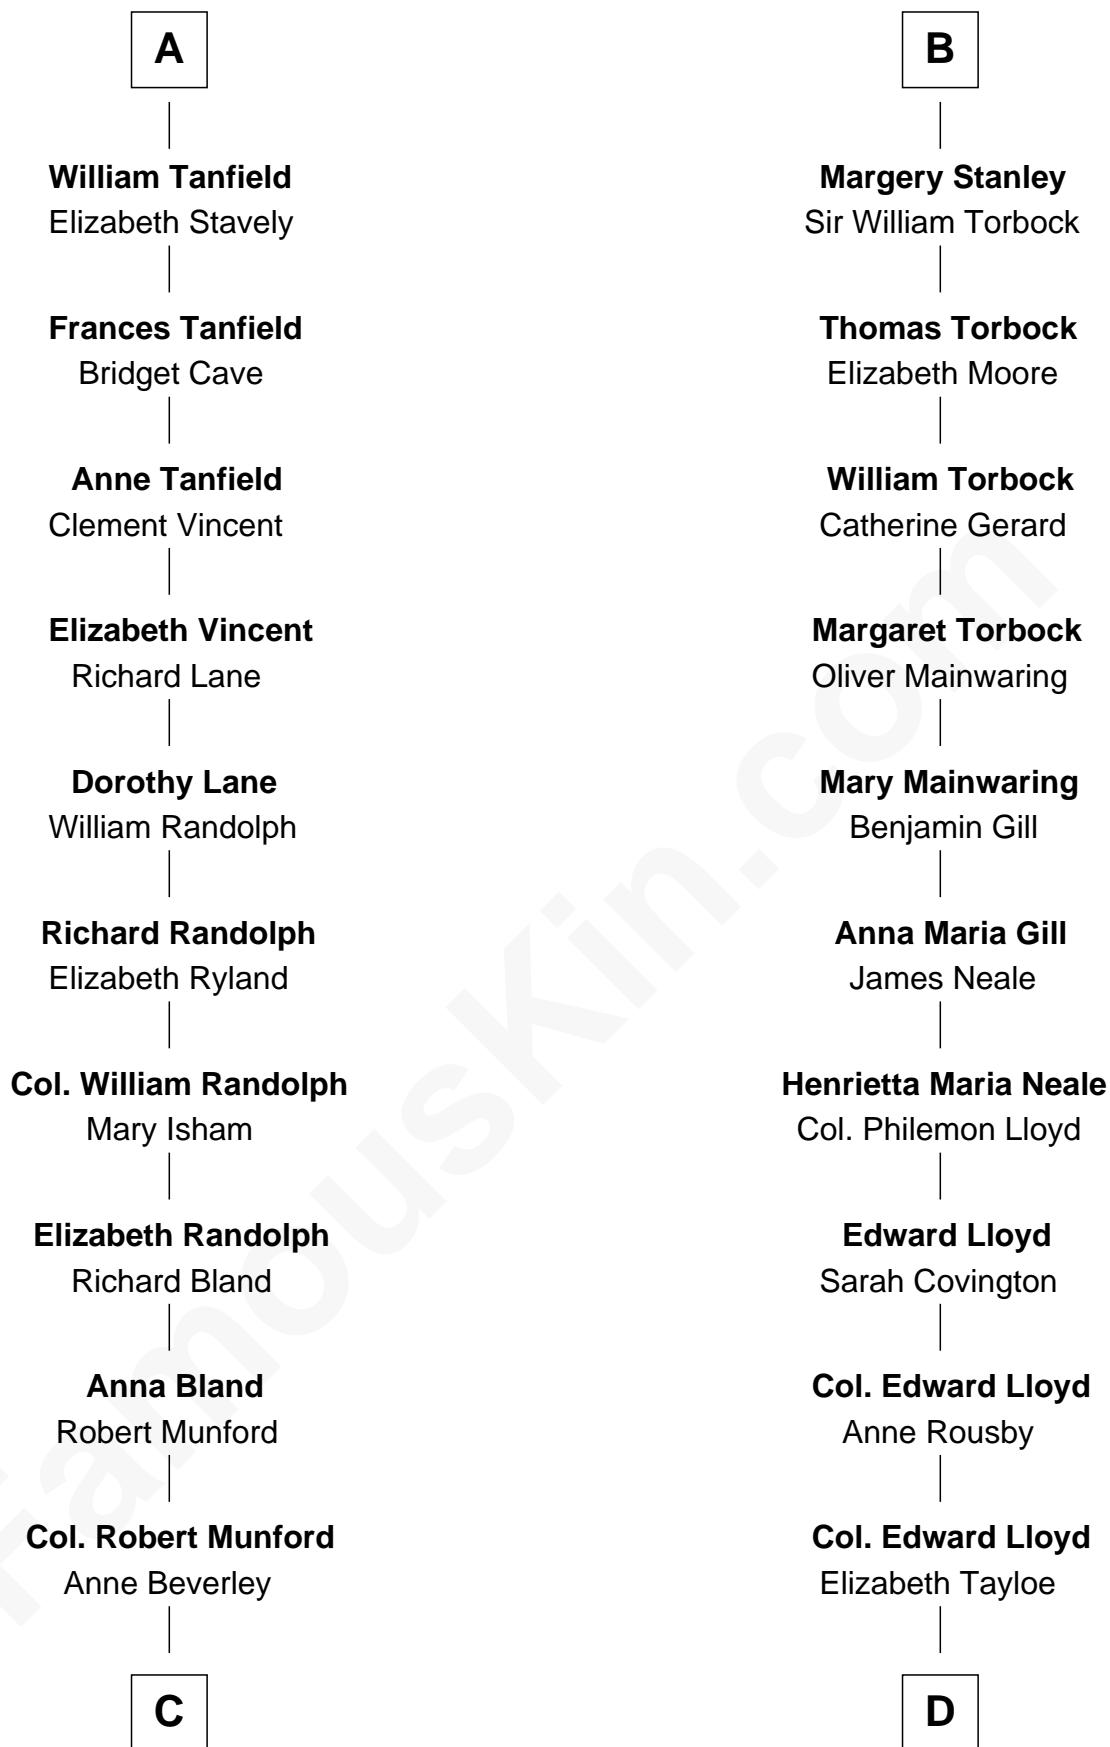 A
William Tanfield
Elizabeth Stavely
Frances Tanfield
Bridget Cave
Anne Tanfield
Clement Vincent
Elizabeth Vincent
Richard Lane
Dorothy Lane
William Randolph
Richard Randolph
Elizabeth Ryland
Col. William Randolph
Mary Isham
Elizabeth Randolph
Richard Bland
Anna Bland
Robert Munford
Col. Robert Munford
Anne Beverley
C
B
Margery Stanley
Sir William Torbock
Thomas Torbock
Elizabeth Moore
William Torbock
Catherine Gerard
Margaret Torbock
Oliver Mainwaring
Mary Mainwaring
Benjamin Gill
Anna Maria Gill
James Neale
Henrietta Maria Neale
Col. Philemon Lloyd
Edward Lloyd
Sarah Covington
Col. Edward Lloyd
Anne Rousby
Col. Edward Lloyd
Elizabeth Tayloe
D
FamousKin.com